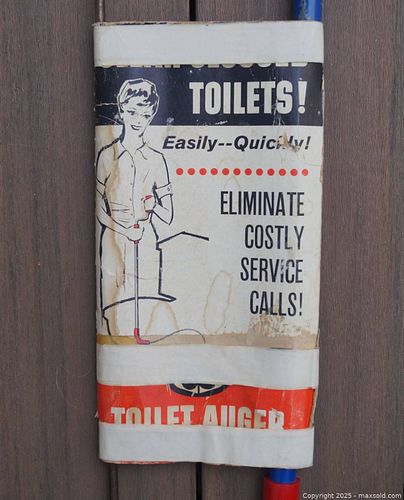 TOILETS!
Easily--Quickly!
ELIMINATE
COSTLY
SERVICE
CALLS!
TOILET AUGER
Copyright 2025 - maxsold.com